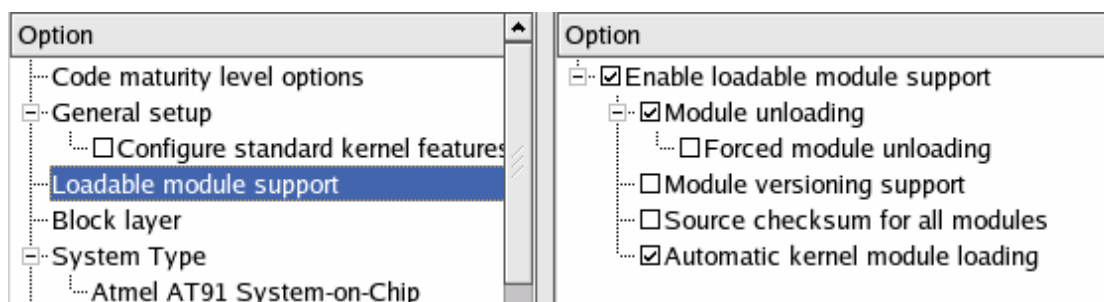 Option
Code maturity level options
General setup
Configure standard kernel features
Loadable module support
Block layer
System Type
Atmel AT91 System-on-Chip
Option
Enable loadable module support
Module unloading
Forced module unloading
Module versioning support
Source checksum for all modules
Automatic kernel module loading